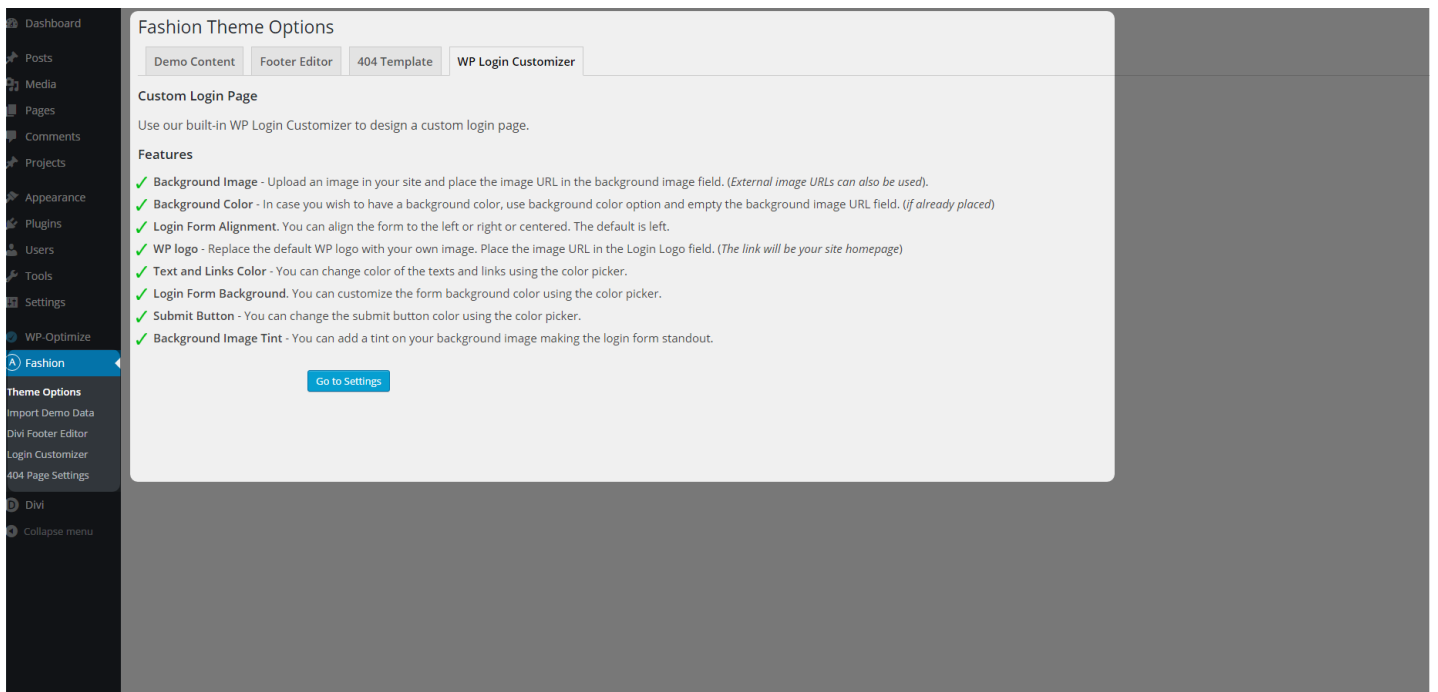 Dashboard
Posts
Media
Pages
Comments
Projects
Appearance
Plugins
Users
Tools
Settings
WP-Optimize
Fashion
Theme Options
Import Demo Data
Divi Footer Editor
Login Customizer
404 Page Settings
Divi
Collapse menu
Fashion Theme Options
Demo Content Footer Editor 404 Template WP Login Customizer
Custom Login Page
Use our built-in WP Login Customizer to design a custom login page.
Features
✓ Background Image - Upload an image in your site and place the image URL in the background image field. (External image URLs can also be used).
✓ Background Color - In case you wish to have a background color, use background color option and empty the background image URL field. (if already placed)
✓ Login Form Alignment. You can align the form to the left or right or centered. The default is left.
✓ WP logo - Replace the default WP logo with your own image. Place the image URL in the Login Logo field. (The link will be your site homepage)
✓ Text and Links Color - You can change color of the texts and links using the color picker.
✓ Login Form Background. You can customize the form background color using the color picker.
✓ Submit Button - You can change the submit button color using the color picker.
✓ Background Image Tint - You can add a tint on your background image making the login form standout.
Go to Settings